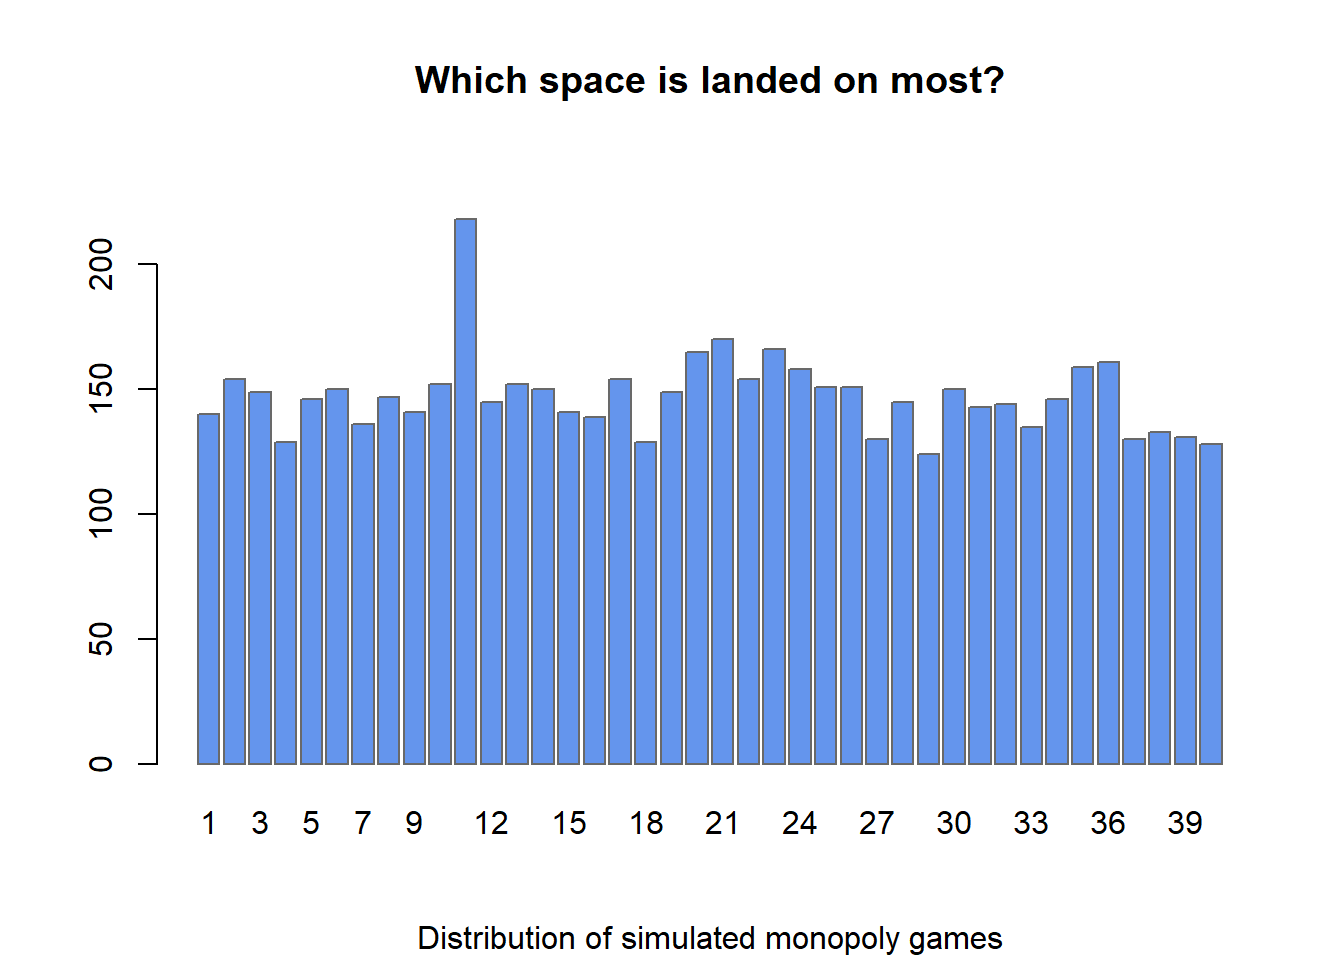 Which space is landed on most?
200
150
100
50
0
1 3 5 7 9 12 15 18 21 24 27 30 33 36 39
Distribution of simulated monopoly games